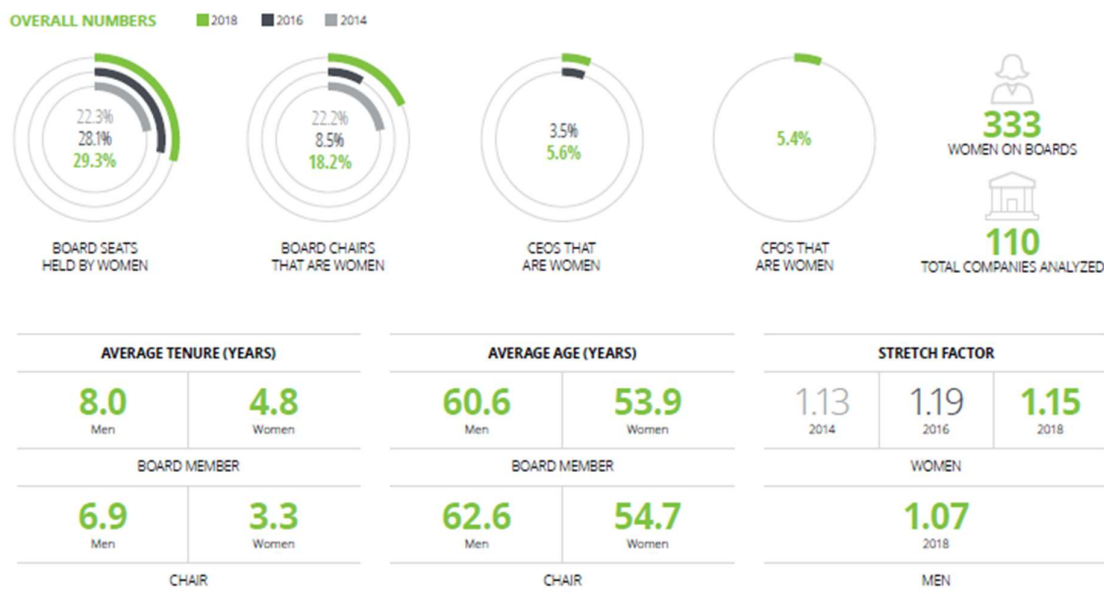 OVERALL NUMBERS 2018 2016 2014
22.3%
28.1%
29.3%
BOARD SEATS
HELD BY WOMEN
22.2%
8.5%
18.2%
BOARD CHAIRS
THAT ARE WOMEN
3.5%
5.6%
CEOS THAT
ARE WOMEN
5.4%
CFOS THAT
ARE WOMEN
333
WOMEN ON BOARDS
110
TOTAL COMPANIES ANALYZED
AVERAGE TENURE (YEARS)
8.0 4.8
Men Women
BOARD MEMBER
6.9 3.3
Men Women
CHAIR
AVERAGE AGE (YEARS)
60.6 53.9
Men Women
BOARD MEMBER
62.6 54.7
Men Women
CHAIR
STRETCH FACTOR
1.13 1.19 1.15
2014 2016 2018
WOMEN
1.07
2018
MEN